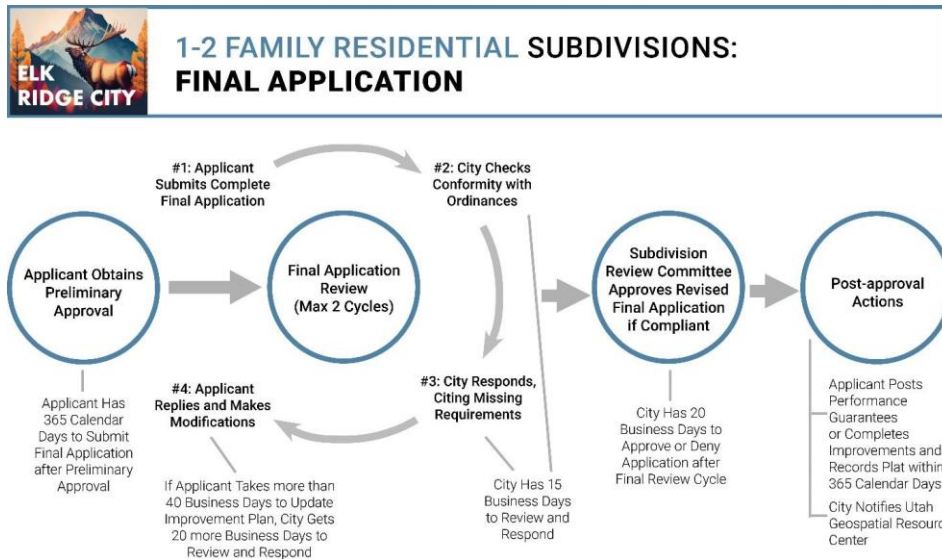 ELK
RIDGE CITY
1-2 FAMILY RESIDENTIAL SUBDIVISIONS:
FINAL APPLICATION
#1: Applicant
Submits Complete
Final Application
#2: City Checks
Conformity with
Ordinances
Applicant Obtains
Preliminary
Approval
Final Application
Review
(Max 2 Cycles)
Subdivision
Review Committee
Approves Revised
Final Application
if Compliant
Post-approval
Actions
#4: Applicant
Replies and Makes
Modifications
#3: City Responds,
Citing Missing
Requirements
Applicant Has
365 Calendar
Days to Submit
Final Application
after Preliminary
Approval
If Applicant Takes more than
40 Business Days to Update
Improvement Plan, City Gets
20 more Business Days to
Review and Respond
City Has 15
Business Days
to Review and
Respond
City Has 20
Business Days to
Approve or Deny
Application after
Final Review Cycle
Applicant Posts
Performance
Guarantees
or Completes
Improvements and
Records Plat within
365 Calendar Days
City Notifies Utah
Geospatial Resourc
Center